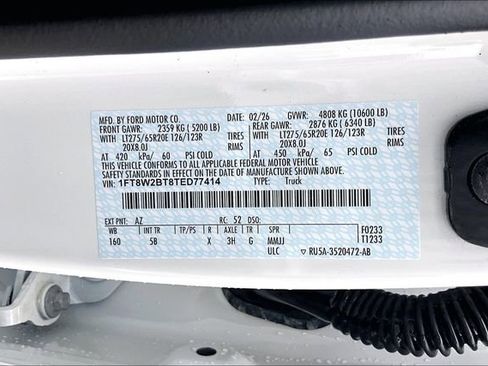 MFD. BY FORD MOTOR CO. 02/26 GVWR: 4808 KG (10600 LB)
FRONT GAWR: 2359 KG (5200 LB) REAR GAWR: 2876 KG (6340 LB)
LT275/65R20E 126/123R TIRES LT275/65R20E 126/123R TIRES
20X8.0J RIMS 20X8.0J RIMS
AT 420 kPa/ 60 PSI COLD AT 450 kPa/ 65 PSI COLD
THIS VEHICLE CONFORMS TO ALL APPLICABLE FEDERAL MOTOR VEHICLE
SAFETY STANDARDS IN EFFECT ON THE DATE OF MANUFACTURE SHOWN ABOVE.
VIN: 1FT8W2BT8TED77414 TYPE: Truck
EXT PNT: AZ RC: 52 DSO:
WB INT TR TP/PS R AXLE TR SPR F0233
160 5B X 3H G MMJJ T1233
ULC RU5A-3520472-AB